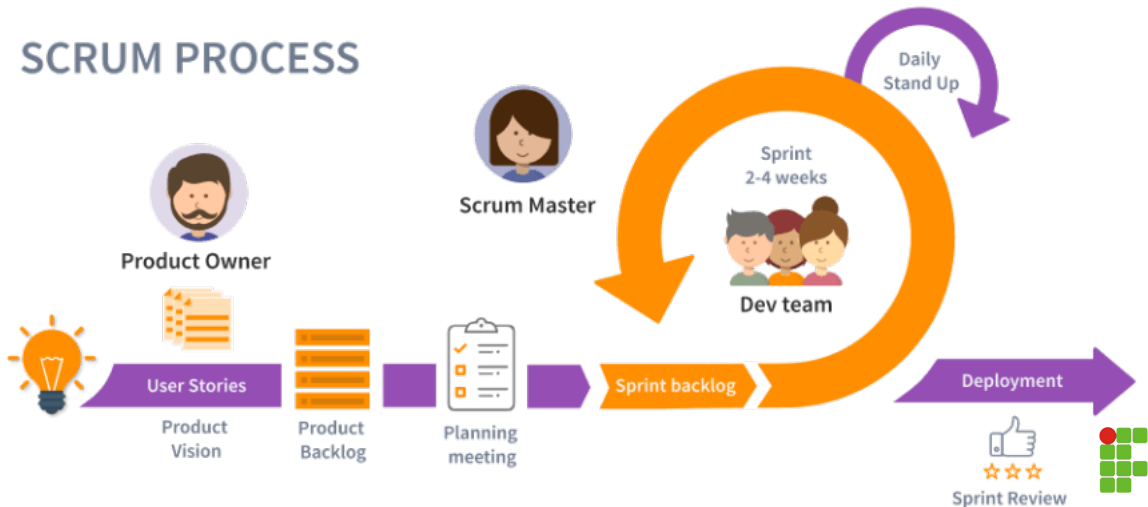 SCRUM PROCESS
Daily
Stand Up
Sprint
2-4 weeks
Scrum Master
Product Owner
Dev team
User Stories
Sprint backlog
Deployment
Product
Vision
Product
Backlog
Planning
meeting
Sprint Review